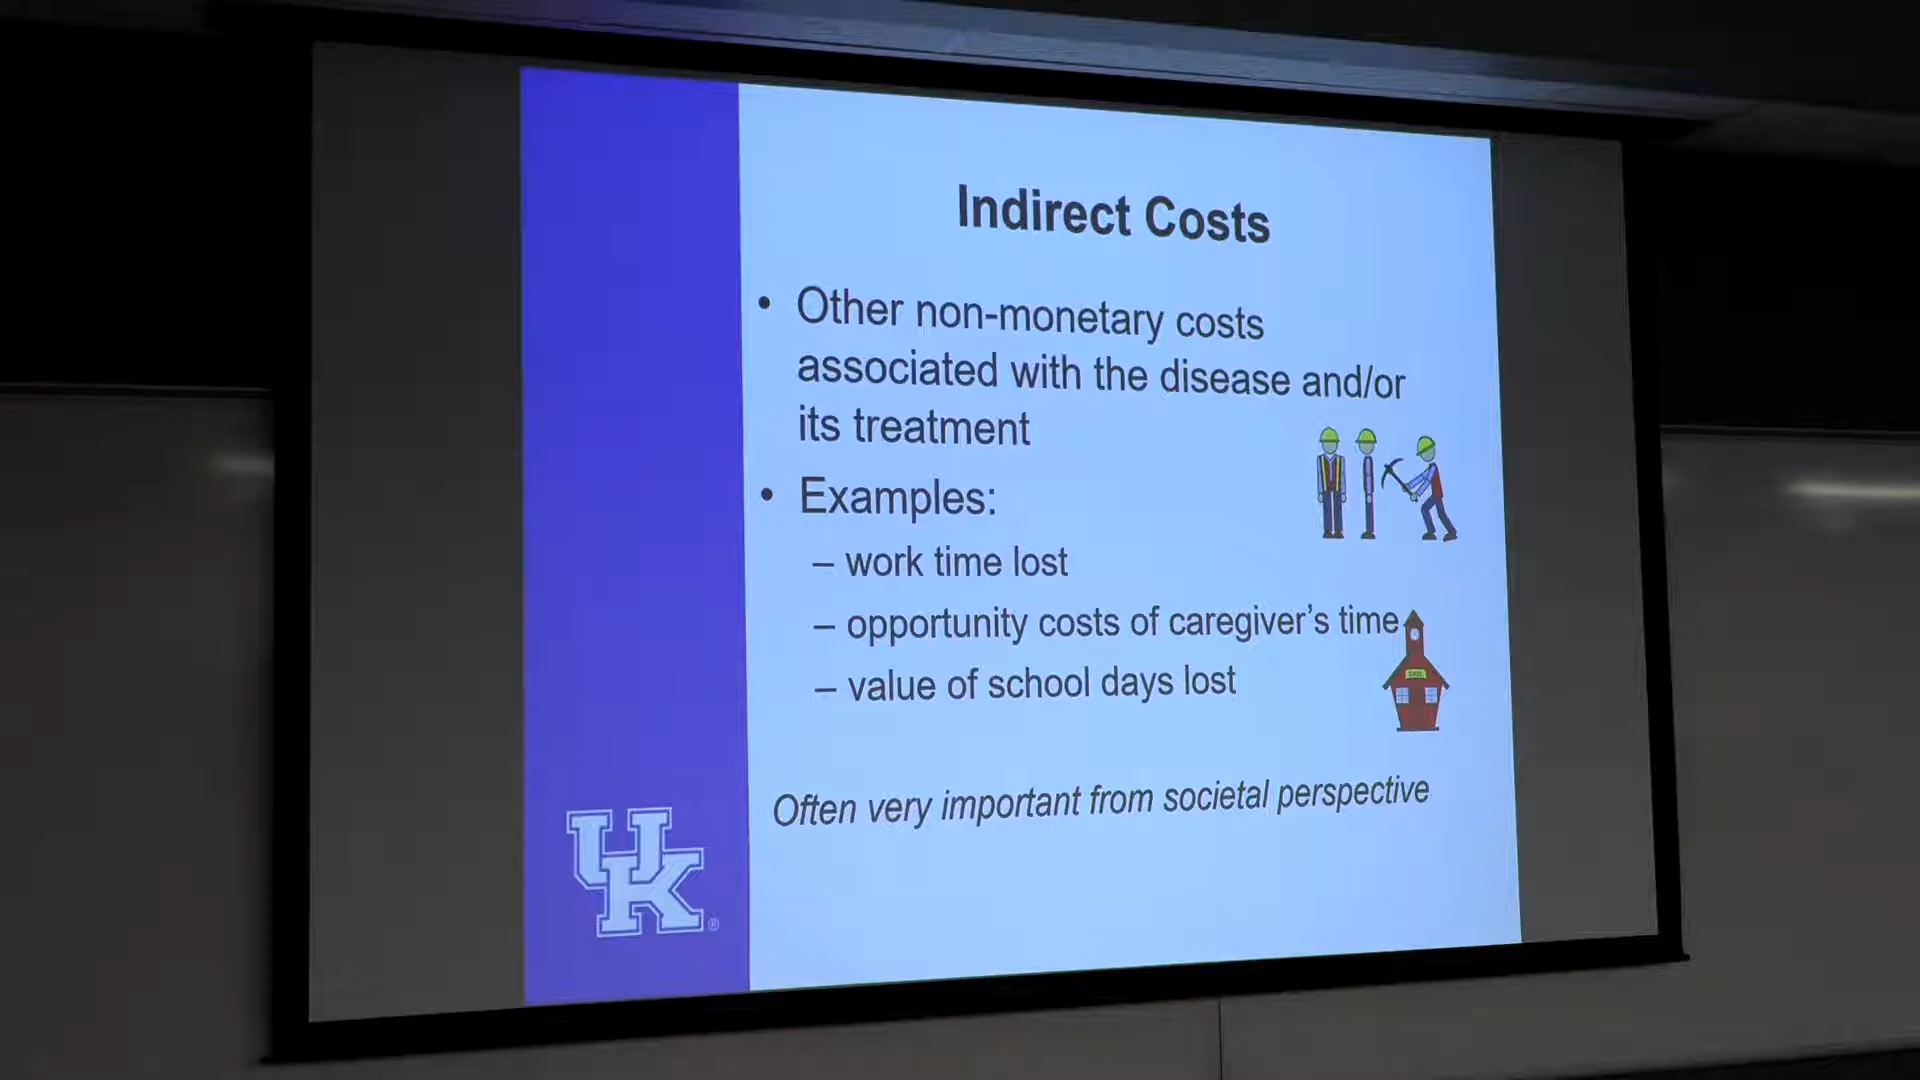 Indirect Costs
• Other non-monetary costs
associated with the disease and/or
its treatment
• Examples:
– work time lost
– opportunity costs of caregiver’s time
– value of school days lost
Often very important from societal perspective
UK®